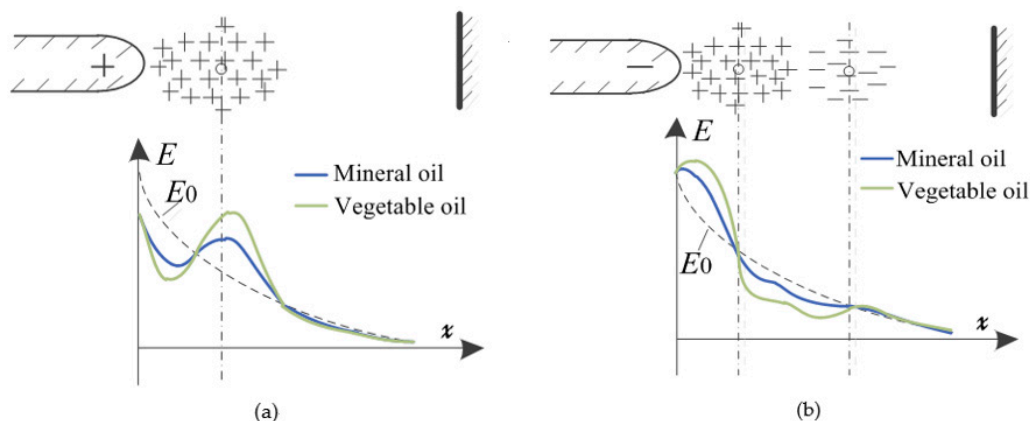 E
Mineral oil
E0
Vegetable oil
x
(a)
E
Mineral oil
Vegetable oil
E0
x
(b)